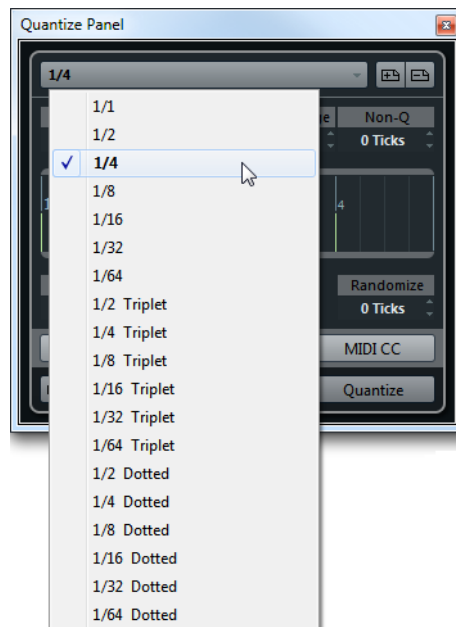 Quantize Panel
1/4
1/1
1/2
1/4
1/8
1/16
1/32
1/64
1/2 Triplet
1/4 Triplet
1/8 Triplet
1/16 Triplet
1/32 Triplet
1/64 Triplet
1/2 Dotted
1/4 Dotted
1/8 Dotted
1/16 Dotted
1/32 Dotted
1/64 Dotted
Non-Q
0 Ticks
4
Randomize
0 Ticks
MIDI CC
Quantize